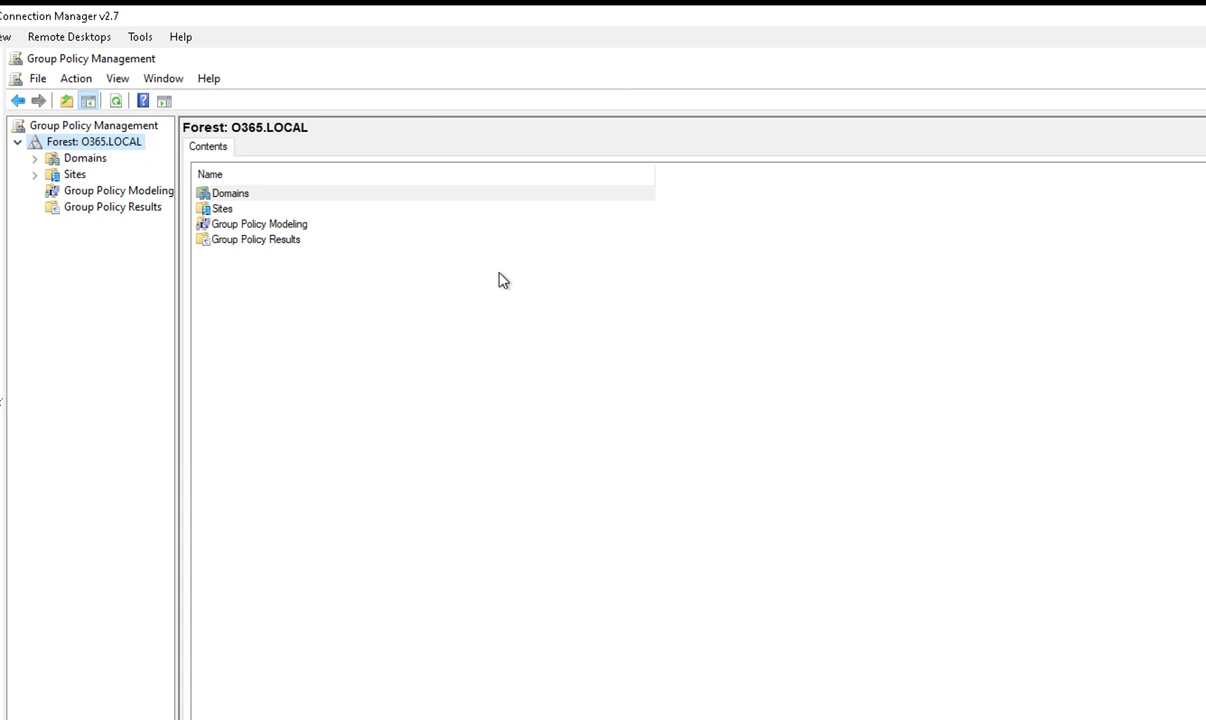 Connection Manager v2.7
ew Remote Desktops Tools Help
Group Policy Management
File Action View Window Help
Group Policy Management
Forest: O365.LOCAL
Domains
Sites
Group Policy Modeling
Group Policy Results
Forest: O365.LOCAL
Contents
Name
Domains
Sites
Group Policy Modeling
Group Policy Results